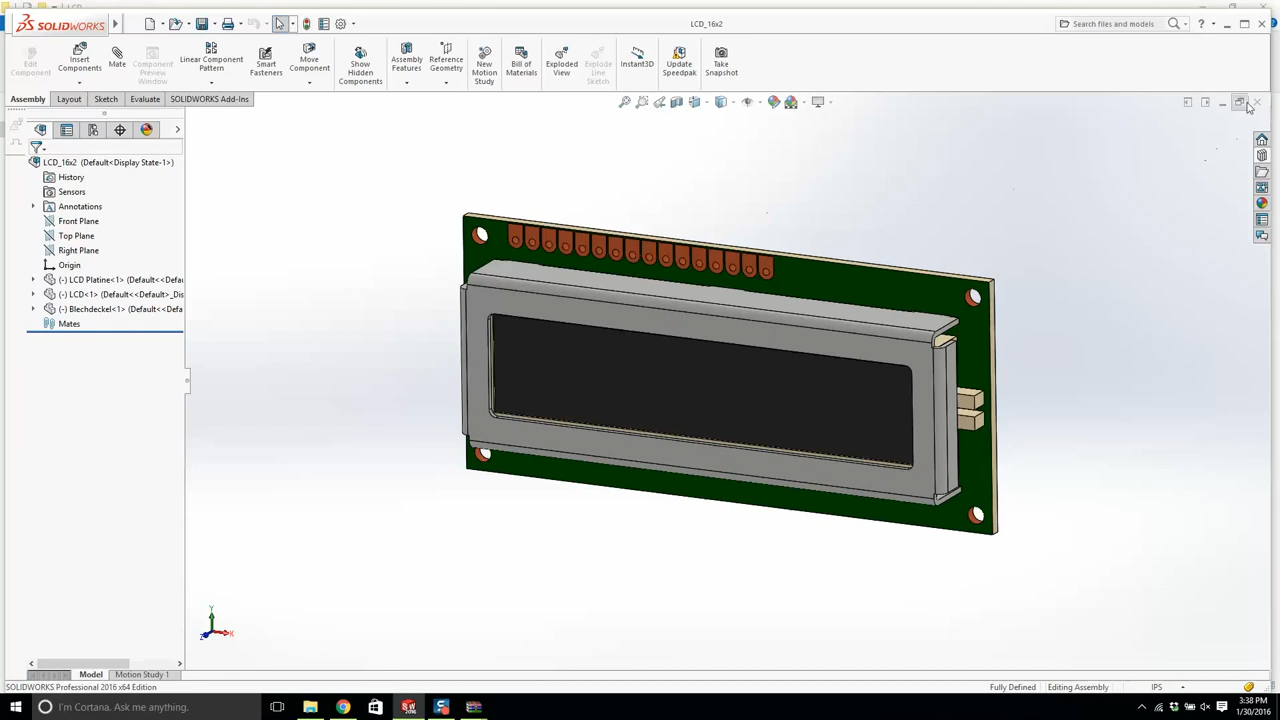 SOLIDWORKS
LCD_16x2
Search files and models
?
Edit Component
Insert Components
Mate
Component Preview Window
Linear Component Pattern
Smart Fasteners
Move Component
Show Hidden Components
Assembly Features
Reference Geometry
New Motion Study
Bill of Materials
Exploded View
Explode Line Sketch
Instant3D
Update Speedpak
Take Snapshot
Assembly
Layout
Sketch
Evaluate
SOLIDWORKS Add-Ins
LCD_16x2 (Default<Display State-1>)
History
Sensors
Annotations
Front Plane
Top Plane
Right Plane
Origin
(-) LCD Platine<1> (Default<<Defau
(-) LCD<1> (Default<<Default>_Dis
(-) Blechdeckel<1> (Default<<Defa
Mates
Y
Z
X
Model
Motion Study 1
SOLIDWORKS Professional 2016 x64 Edition
Fully Defined
Editing Assembly
IPS
I'm Cortana. Ask me anything.
3:38 PM
1/30/2016